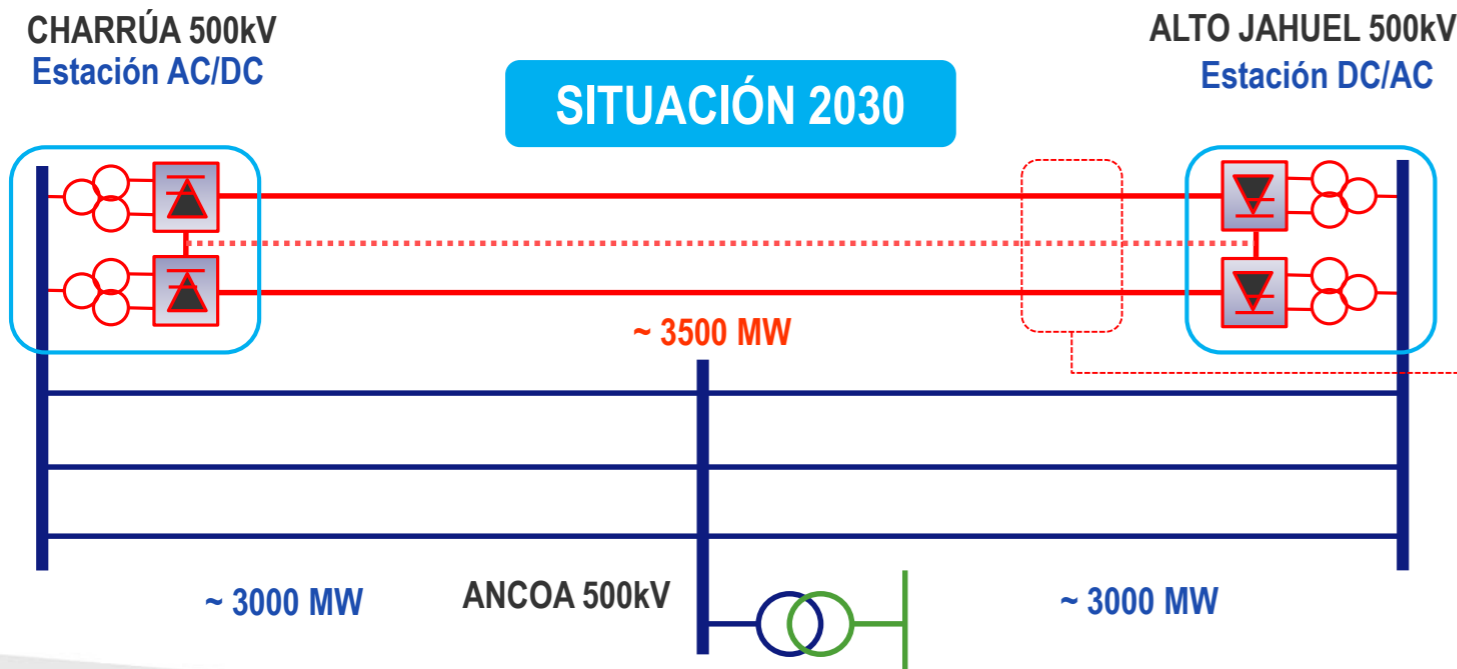 CHARRÚA 500kV
Estación AC/DC
SITUACIÓN 2030
ALTO JAHUEL 500kV
Estación DC/AC
~ 3500 MW
~ 3000 MW
ANCOA 500kV
~ 3000 MW